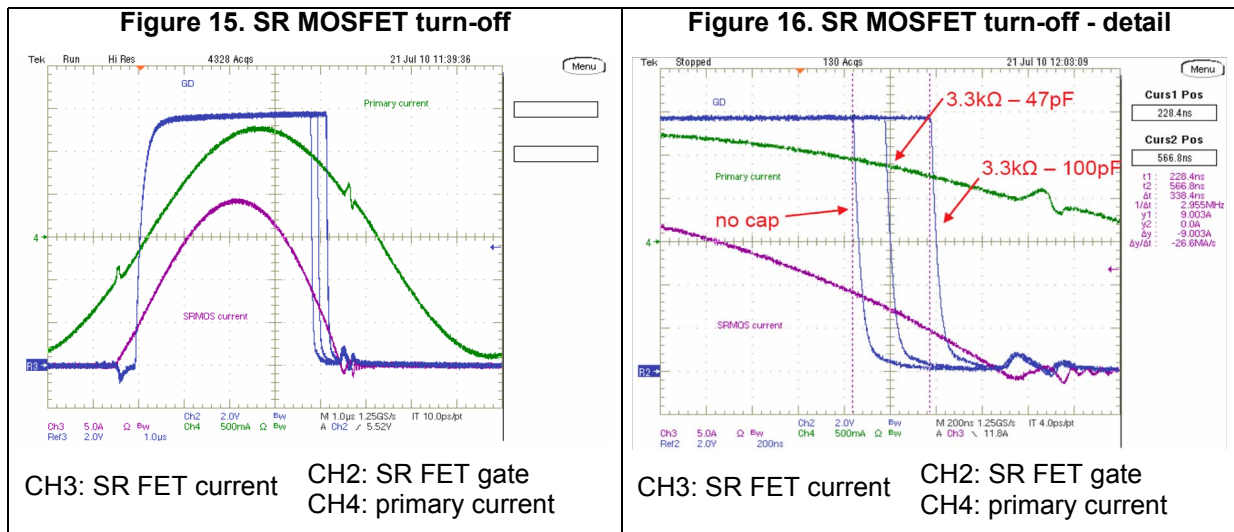 Figure 15. SR MOSFET turn-off
Tek Run Hi Res 4328 Acqs 21 Jul 10 11:39:36
Menu
GD
Primary current
4
SRMOS current
R3
Ch2 2.0V Bw M 1.0µs 1.25GS/s IT 10.0ps/pt
Ch3 5.0A Ω Bw Ch4 500mA Ω Bw A Ch2 ∕ 5.52V
Ref3 2.0V 1.0µs
CH3: SR FET current
CH2: SR FET gate
CH4: primary current
Figure 16. SR MOSFET turn-off - detail
Tek Stopped 130 Acqs 21 Jul 10 12:03:09
Menu
GD
3.3kΩ – 47pF
Primary current
3.3kΩ – 100pF
no cap
4
SRMOS current
R2
Curs1 Pos
228.4ns
Curs2 Pos
566.8ns
t1 : 228.4ns
t2 : 566.8ns
Δt : 338.4ns
1/Δt : 2.955MHz
y1 : 9.003A
y2 : 0.0A
Δy : -9.003A
Δy/Δt : -26.6MA/s
Ch2 2.0V Bw M 200ns 1.25GS/s IT 4.0ps/pt
Ch3 5.0A Ω Bw Ch4 500mA Ω Bw A Ch3 \ 11.8A
Ref2 2.0V 200ns
CH3: SR FET current
CH2: SR FET gate
CH4: primary current